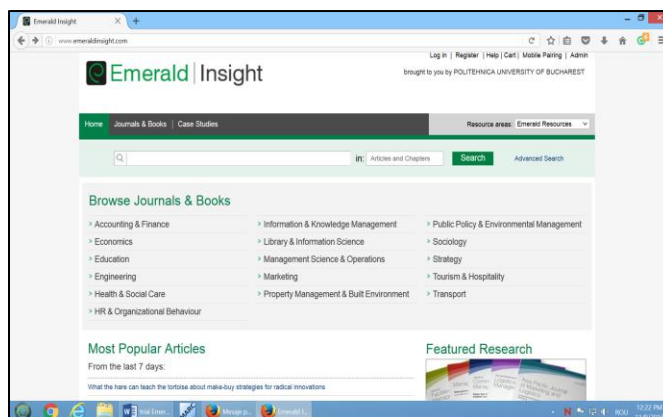 Emerald Insight
www.emeraldinsight.com
Log in | Register | Help | Cart | Mobile Pairing | Admin
Emerald Insight
brought to you by POLITEHNICA UNIVERSITY OF BUCHAREST
Home Journals & Books | Case Studies Resource areas: Emerald Resources
in: Articles and Chapters Search Advanced Search
Browse Journals & Books
Accounting & Finance
Economics
Education
Engineering
Health & Social Care
HR & Organizational Behaviour
Information & Knowledge Management
Library & Information Science
Management Science & Operations
Marketing
Property Management & Built Environment
Public Policy & Environmental Management
Sociology
Strategy
Tourism & Hospitality
Transport
Most Popular Articles
From the last 7 days:
What the hare can teach the tortoise about make-buy strategies for radical innovations
Featured Research
Emerald I...
ROU
12:22 PM